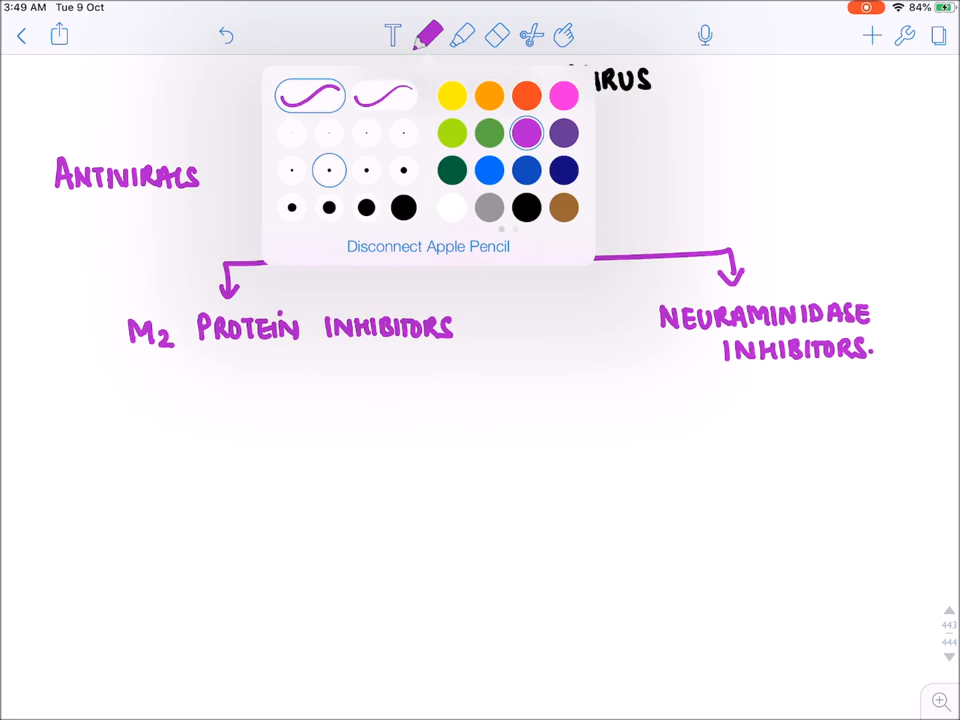 3:49 AM Tue 9 Oct 84%
T
IRUS
ANTIVIRALS
Disconnect Apple Pencil
M2 PROTEIN INHIBITORS
NEURAMINIDASE
INHIBITORS.
443
444